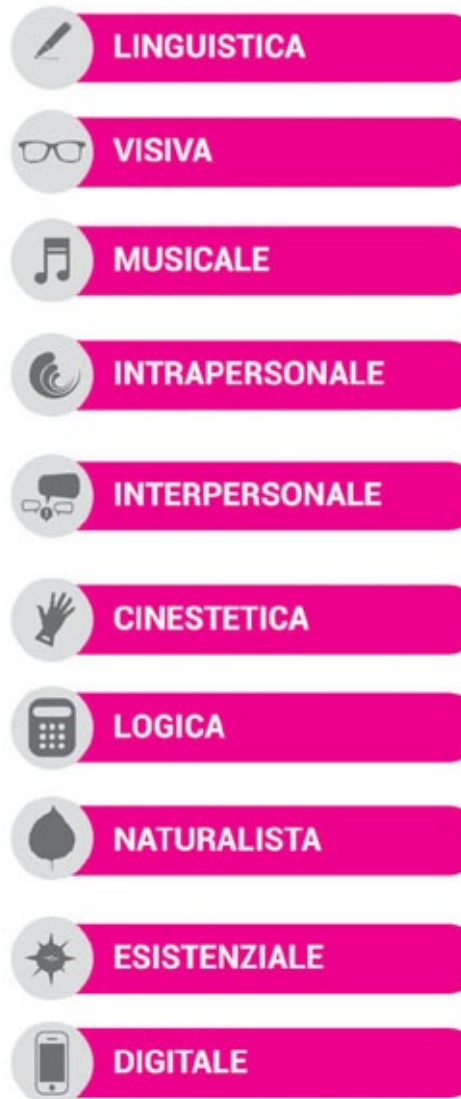 LINGUISTICA
VISIVA
MUSICALE
INTRAPERSONALE
INTERPERSONALE
CINESTETICA
LOGICA
NATURALISTA
ESISTENZIALE
DIGITALE